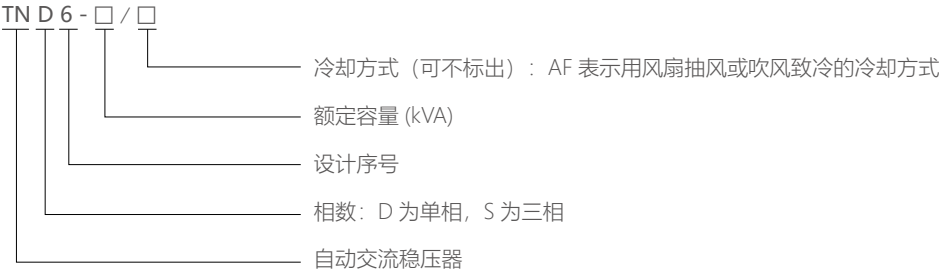 TN D 6 - □ / □
冷却方式（可不标出）：AF 表示用风扇抽风或吹风致冷的冷却方式
额定容量 (kVA)
设计序号
相数：D 为单相，S 为三相
自动交流稳压器